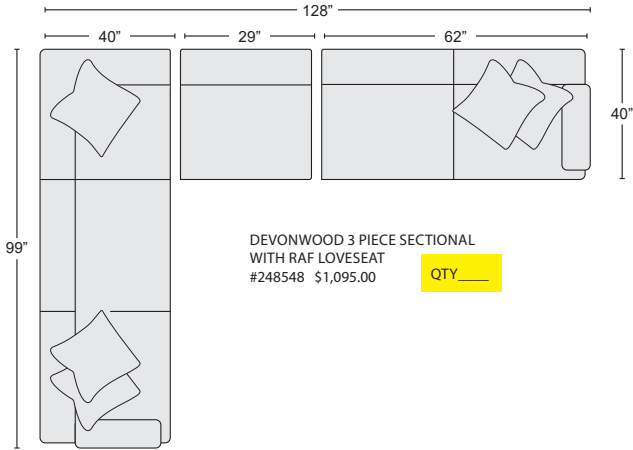 128”
40” 29” 62”
40”
99”
DEVONWOOD 3 PIECE SECTIONAL
WITH RAF LOVESEAT
#248548 $1,095.00
QTY____